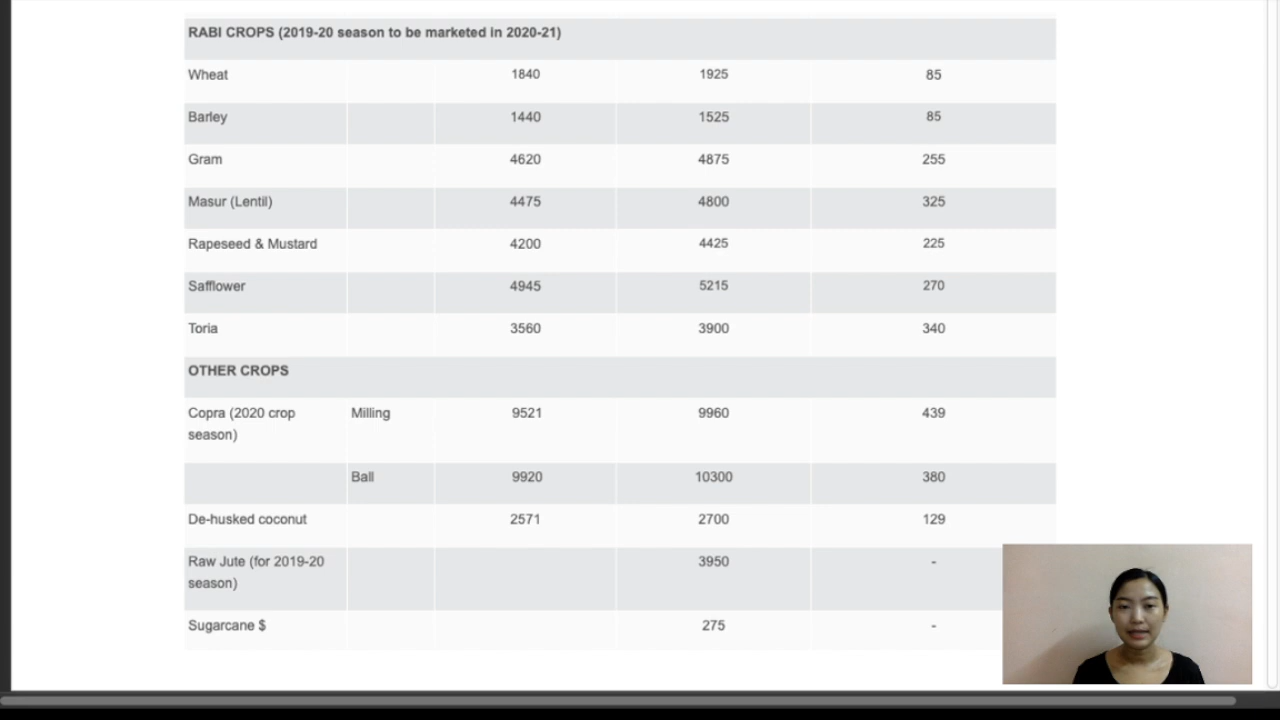 RABI CROPS (2019-20 season to be marketed in 2020-21)
Wheat 1840 1925 85
Barley 1440 1525 85
Gram 4620 4875 255
Masur (Lentil) 4475 4800 325
Rapeseed & Mustard 4200 4425 225
Safflower 4945 5215 270
Toria 3560 3900 340
OTHER CROPS
Copra (2020 crop Milling 9521 9960 439
season)
Ball 9920 10300 380
De-husked coconut 2571 2700 129
Raw Jute (for 2019-20 3950 -
season)
Sugarcane $ 275 -